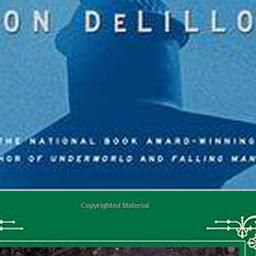 ON DELILLO
THE NATIONAL BOOK AWARD-WINNING
HOR OF UNDERWORLD AND FALLING MAN
Copyrighted Material